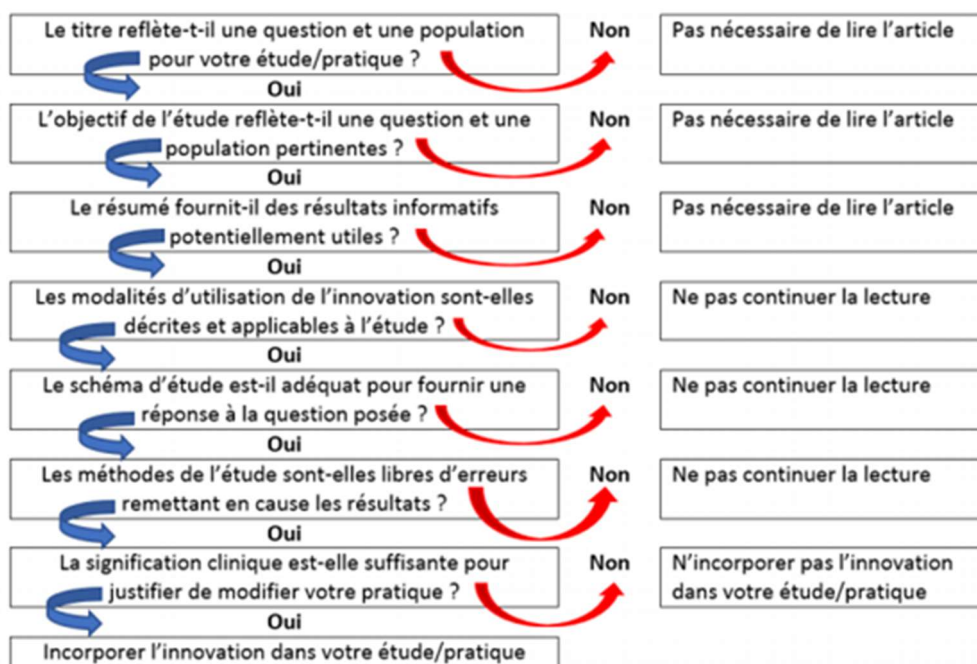 Le titre reflète-t-il une question et une population
pour votre étude/pratique ?
Non
Pas nécessaire de lire l'article
Oui
L'objectif de l'étude reflète-t-il une question et une
population pertinentes ?
Non
Pas nécessaire de lire l'article
Oui
Le résumé fournit-il des résultats informatifs
potentiellement utiles ?
Non
Pas nécessaire de lire l'article
Oui
Les modalités d'utilisation de l'innovation sont-elles
décrites et applicables à l'étude ?
Non
Ne pas continuer la lecture
Oui
Le schéma d'étude est-il adéquat pour fournir une
réponse à la question posée ?
Non
Ne pas continuer la lecture
Oui
Les méthodes de l'étude sont-elles libres d'erreurs
remettant en cause les résultats ?
Non
Ne pas continuer la lecture
Oui
La signification clinique est-elle suffisante pour
justifier de modifier votre pratique ?
Non
N'incorporer pas l'innovation
dans votre étude/pratique
Oui
Incorporer l'innovation dans votre étude/pratique